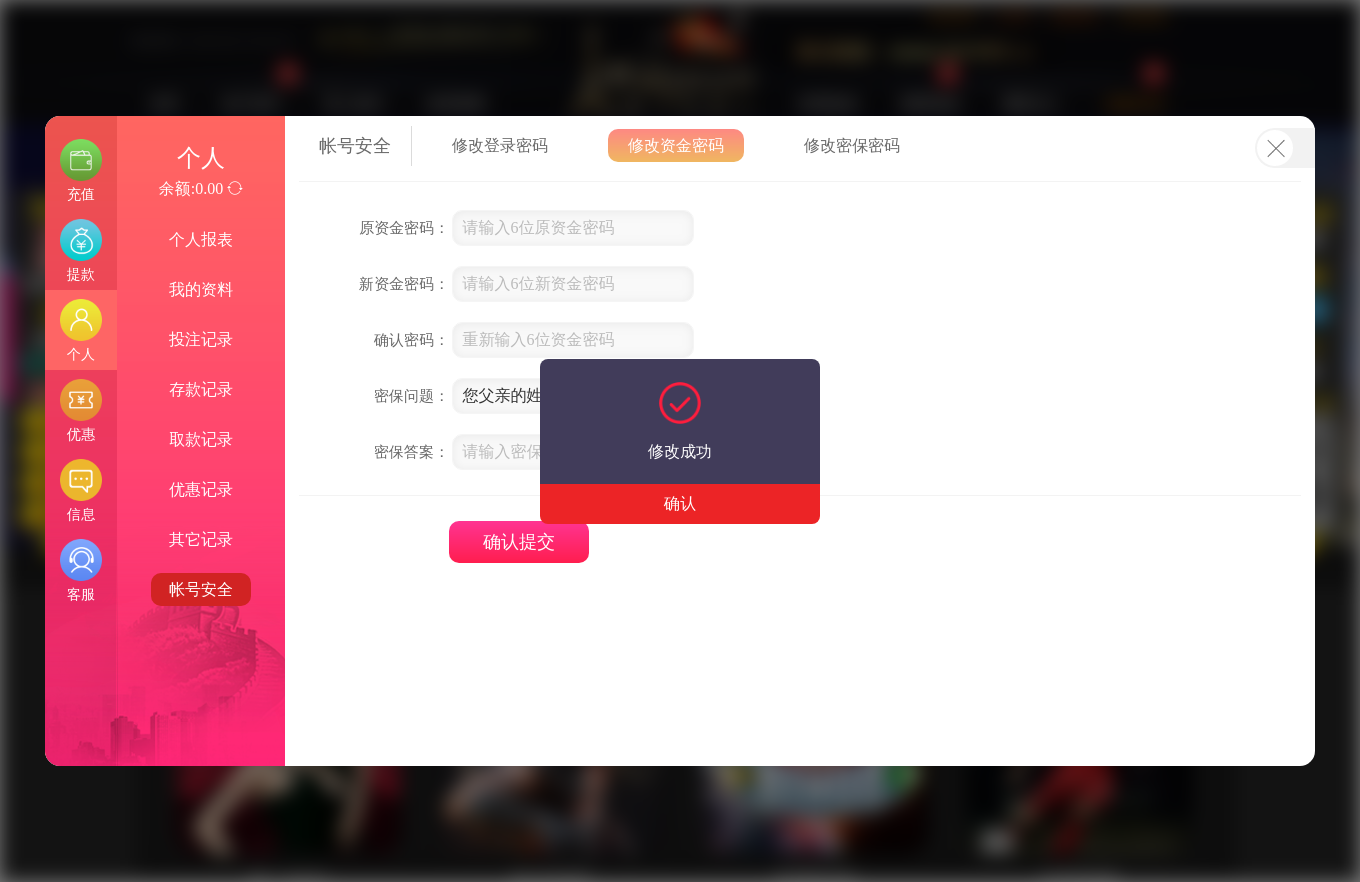 充值
提款
个人
优惠
信息
客服
个人
余额:0.00
个人报表
我的资料
投注记录
存款记录
取款记录
优惠记录
其它记录
帐号安全
帐号安全 修改登录密码 修改资金密码 修改密保密码
原资金密码： 请输入6位原资金密码
新资金密码： 请输入6位新资金密码
确认密码： 重新输入6位资金密码
密保问题： 您父亲的姓
密保答案： 请输入密保
修改成功
确认
确认提交